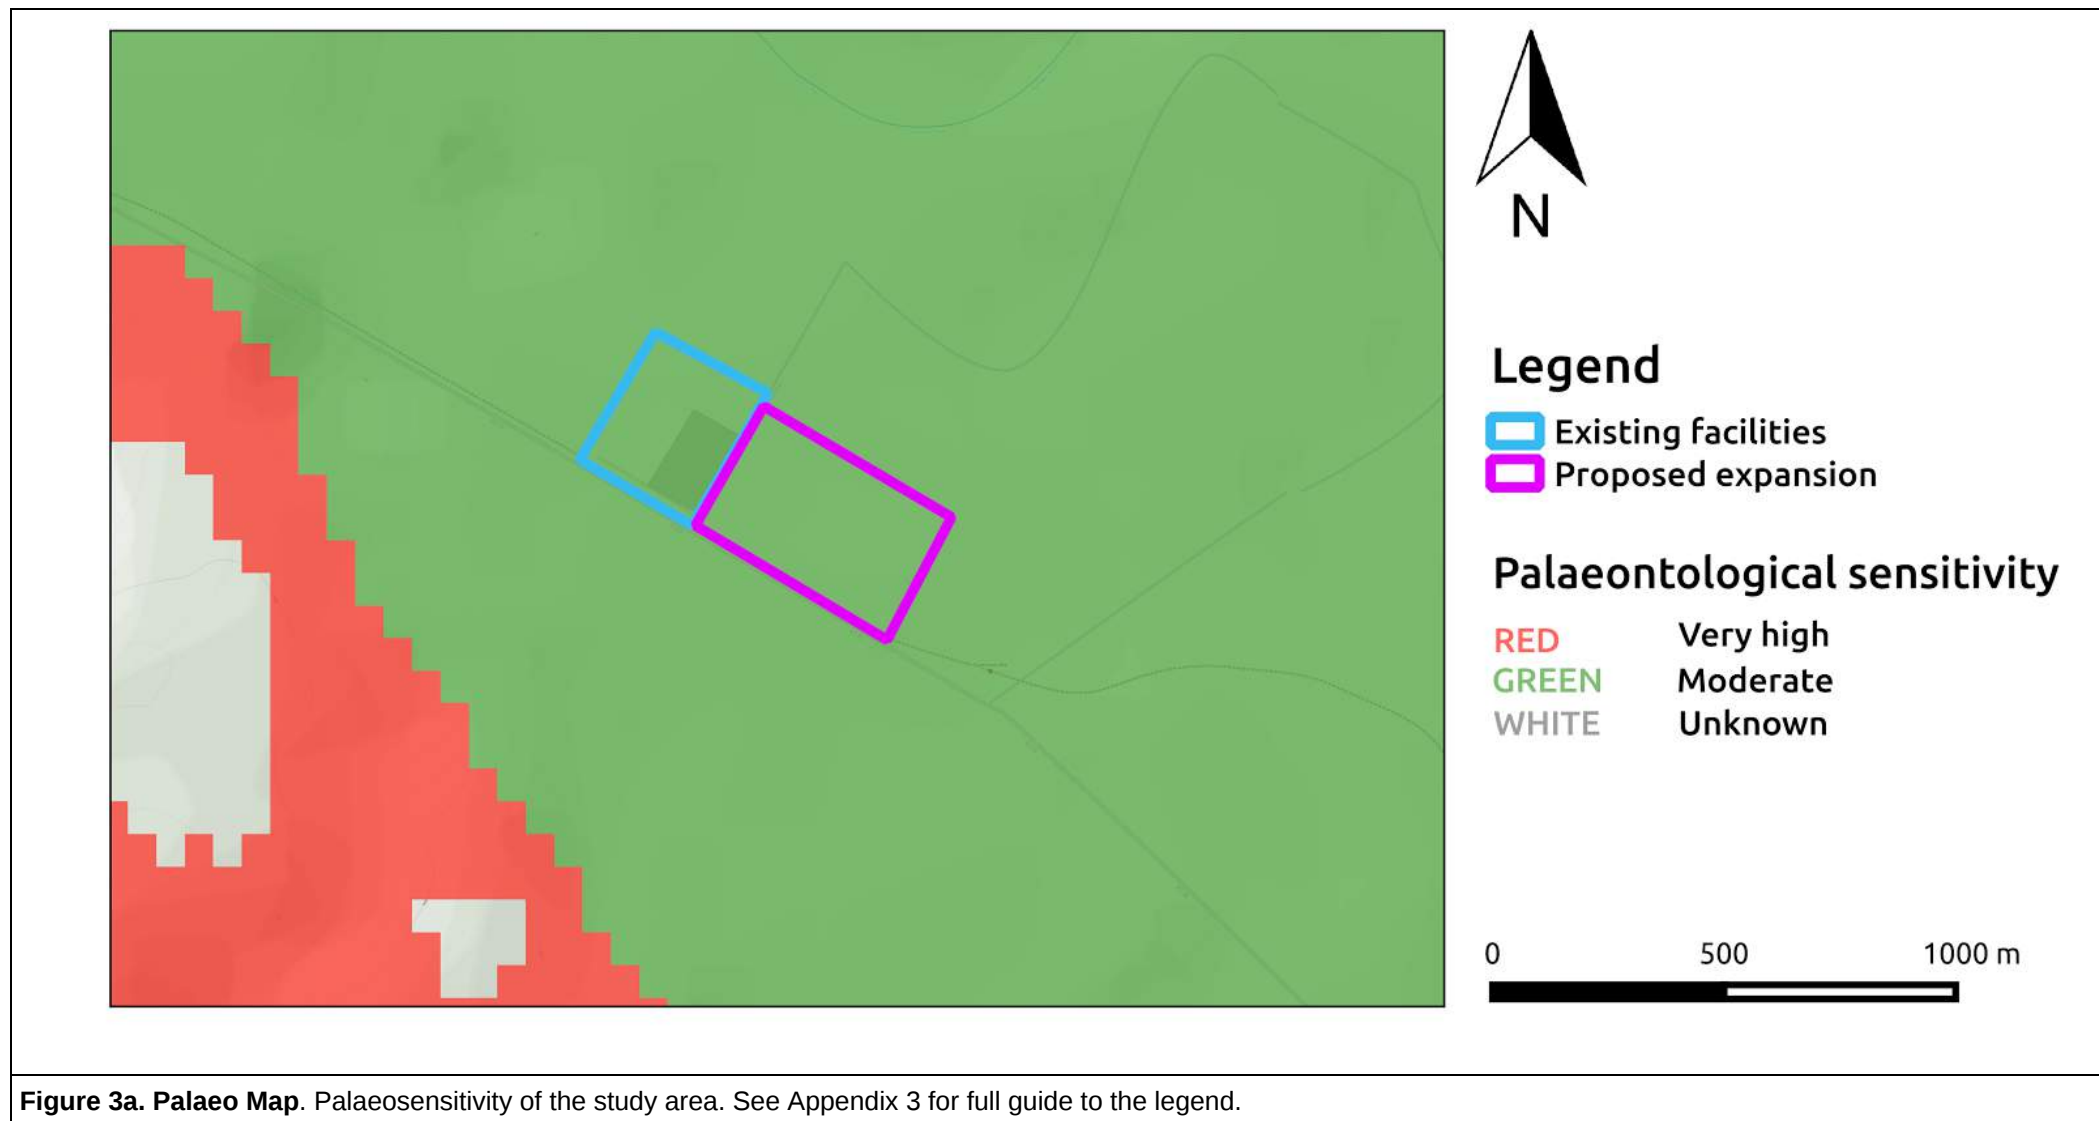 N
Legend
Existing facilities
Proposed expansion
Palaeontological sensitivity
RED Very high
GREEN Moderate
WHITE Unknown
0 500 1000 m
Figure 3a. Palaeo Map. Palaeosensitivity of the study area. See Appendix 3 for full guide to the legend.